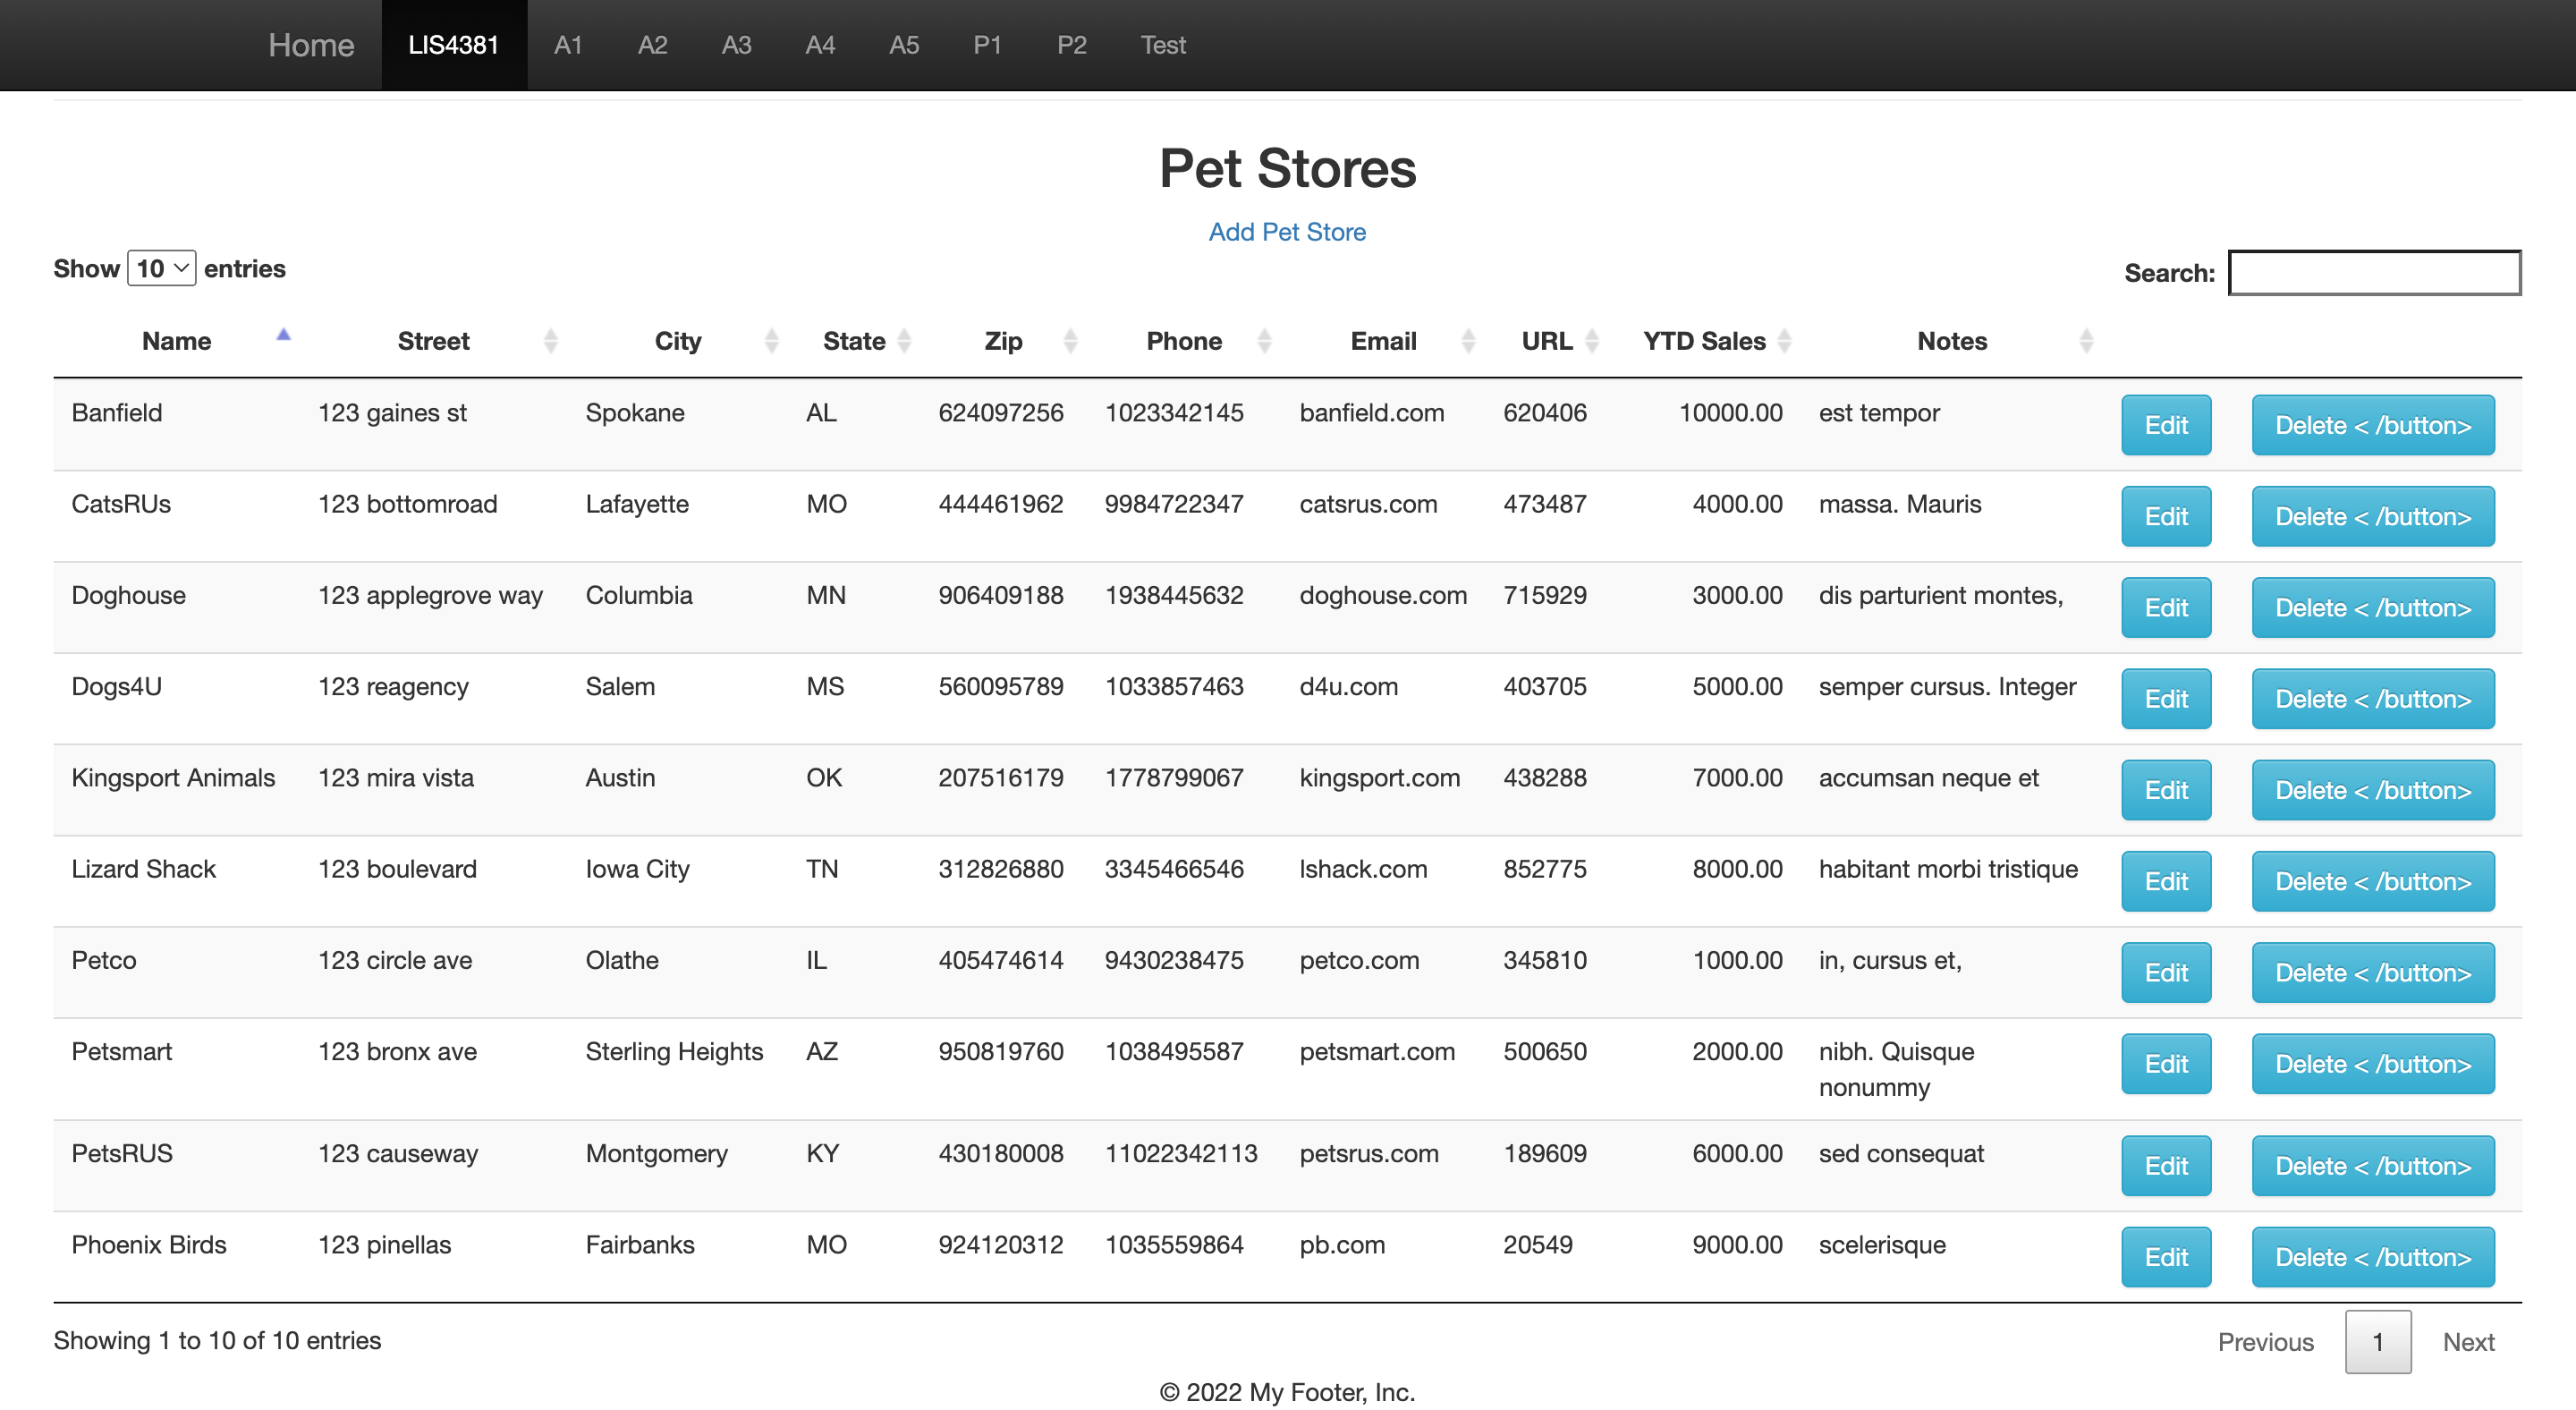 Home LIS4381 A1 A2 A3 A4 A5 P1 P2 Test
Pet Stores
Add Pet Store
Show 10 entries
Search:
Name Street City State Zip Phone Email URL YTD Sales Notes
Banfield 123 gaines st Spokane AL 624097256 1023342145 banfield.com 620406 10000.00 est tempor Edit Delete < /button>
CatsRUs 123 bottomroad Lafayette MO 444461962 9984722347 catsrus.com 473487 4000.00 massa. Mauris Edit Delete < /button>
Doghouse 123 applegrove way Columbia MN 906409188 1938445632 doghouse.com 715929 3000.00 dis parturient montes, Edit Delete < /button>
Dogs4U 123 reagency Salem MS 560095789 1033857463 d4u.com 403705 5000.00 semper cursus. Integer Edit Delete < /button>
Kingsport Animals 123 mira vista Austin OK 207516179 1778799067 kingsport.com 438288 7000.00 accumsan neque et Edit Delete < /button>
Lizard Shack 123 boulevard Iowa City TN 312826880 3345466546 lshack.com 852775 8000.00 habitant morbi tristique Edit Delete < /button>
Petco 123 circle ave Olathe IL 405474614 9430238475 petco.com 345810 1000.00 in, cursus et, Edit Delete < /button>
Petsmart 123 bronx ave Sterling Heights AZ 950819760 1038495587 petsmart.com 500650 2000.00 nibh. Quisque Edit Delete < /button>
nonummy
PetsRUS 123 causeway Montgomery KY 430180008 11022342113 petsrus.com 189609 6000.00 sed consequat Edit Delete < /button>
Phoenix Birds 123 pinellas Fairbanks MO 924120312 1035559864 pb.com 20549 9000.00 scelerisque Edit Delete < /button>
Showing 1 to 10 of 10 entries
Previous 1 Next
© 2022 My Footer, Inc.